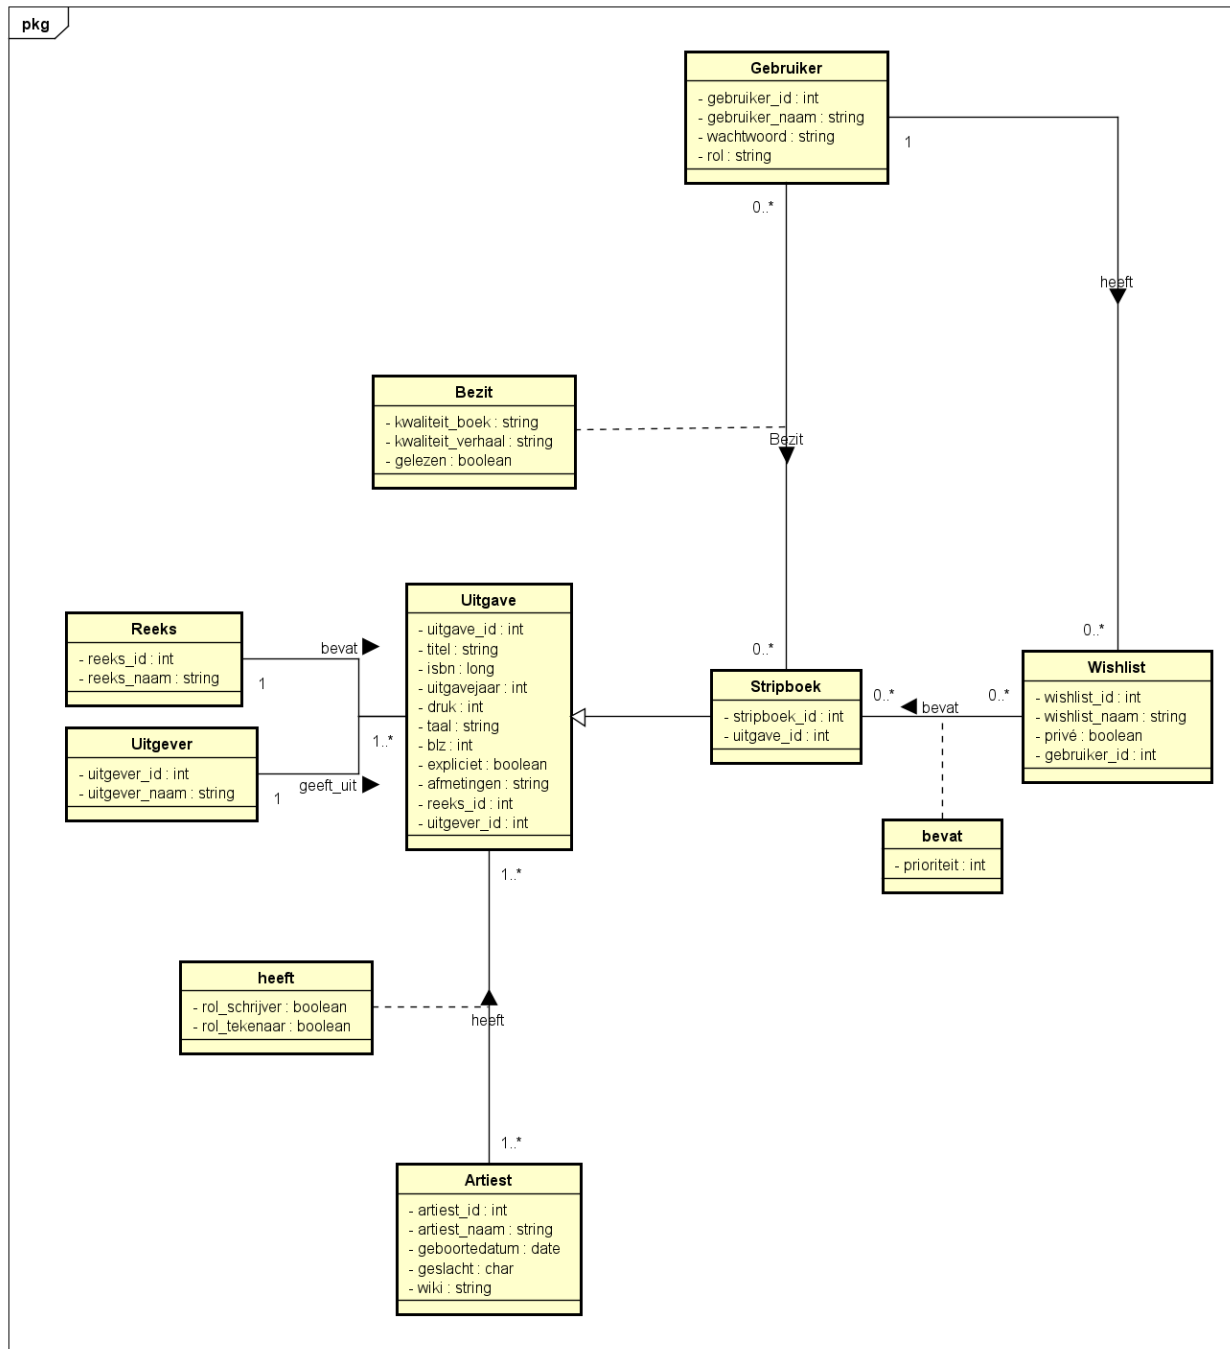 pkg
Gebruiker
- gebruiker_id : int
- gebruiker_naam : string
- wachtwoord : string
- rol : string
1
0..*
heeft
Bezit
- kwaliteit_boek : string
- kwaliteit_verhaal : string
- gelezen : boolean
Bezit
0..*
0..*
Reeks
- reeks_id : int
- reeks_naam : string
bevat
1
Uitgever
- uitgever_id : int
- uitgever_naam : string
geeft_uit
1
1..*
Uitgave
- uitgave_id : int
- titel : string
- isbn : long
- uitgavejaar : int
- druk : int
- taal : string
- blz : int
- expliciet : boolean
- afmetingen : string
- reeks_id : int
- uitgever_id : int
Stripboek
- stripboek_id : int
- uitgave_id : int
0..*
bevat
0..*
Wishlist
- wishlist_id : int
- wishlist_naam : string
- privé : boolean
- gebruiker_id : int
bevat
- prioriteit : int
1..*
heeft
- rol_schrijver : boolean
- rol_tekenaar : boolean
heeft
1..*
Artiest
- artiest_id : int
- artiest_naam : string
- geboortedatum : date
- geslacht : char
- wiki : string